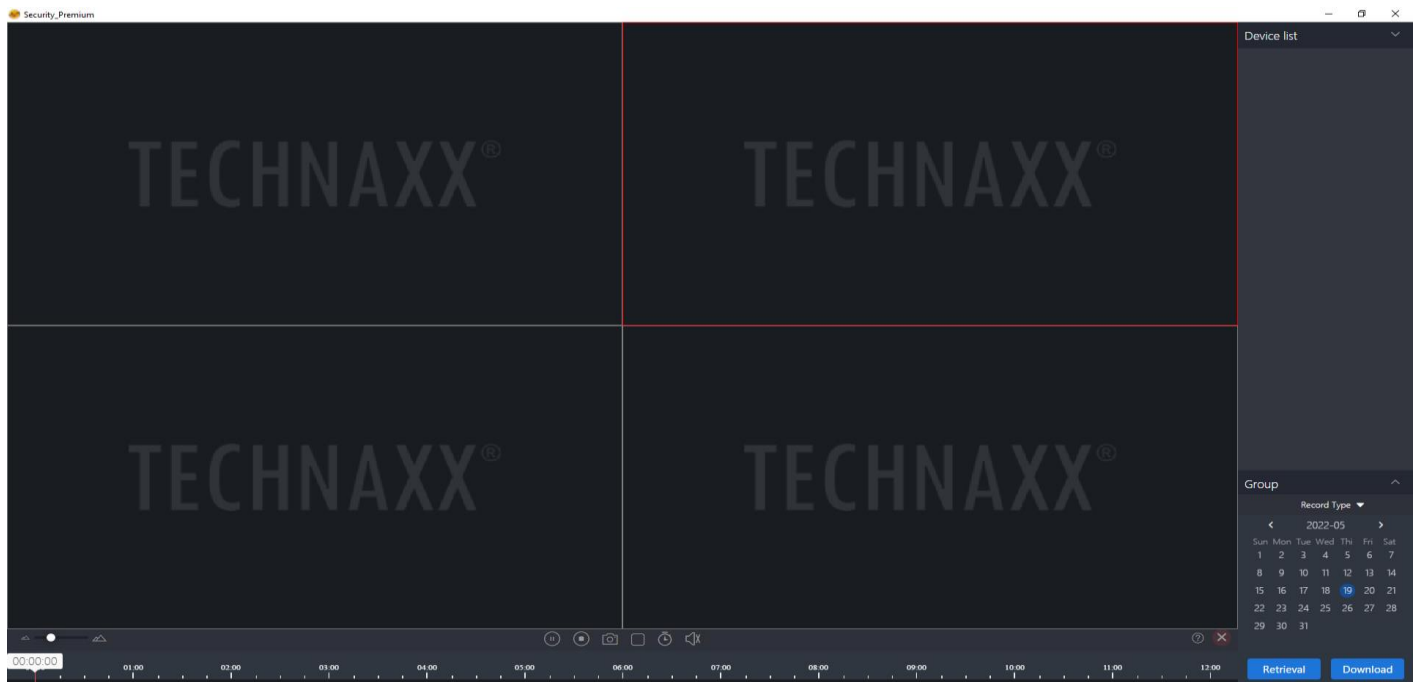 Security_Premium
Device list
TECHNAXX®
TECHNAXX®
TECHNAXX®
TECHNAXX®
Group
Record Type
2022-05
Sun Mon Tue Wed Thi Fri Sat
1 2 3 4 5 6 7
8 9 10 11 12 13 14
15 16 17 18 19 20 21
22 23 24 25 26 27 28
29 30 31
00:00:00 01:00 02:00 03:00 04:00 05:00 06:00 07:00 08:00 09:00 10:00 11:00 12:00
Retrieval Download